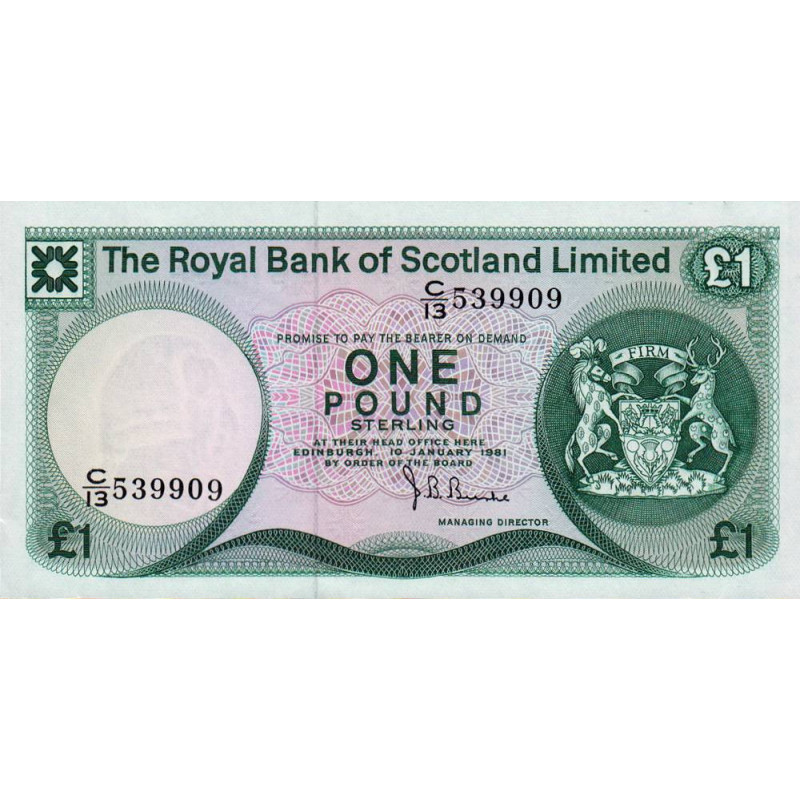 The Royal Bank of Scotland Limited £1
C/13 539909
PROMISE TO PAY THE BEARER ON DEMAND
ONE
POUND
STERLING
AT THEIR HEAD OFFICE HERE
EDINBURGH, 10 JANUARY 1981
BY ORDER OF THE BOARD
FIRM
C/13 539909
J. B. Burke
MANAGING DIRECTOR
£1 £1